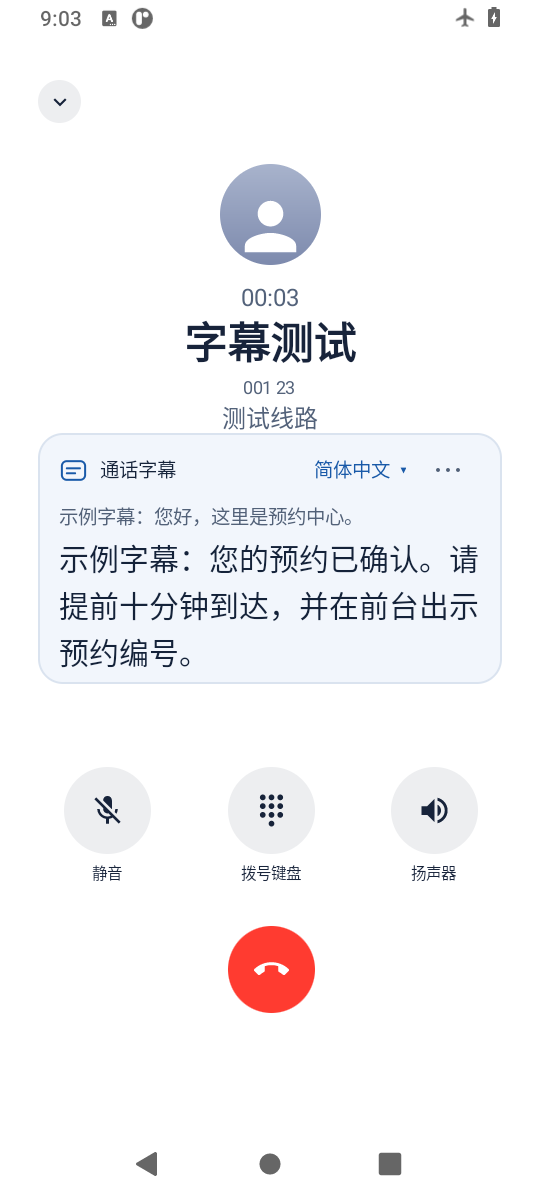 9:03
00:03
字幕测试
001 23
测试线路
通话字幕 简体中文
示例字幕：您好，这里是预约中心。
示例字幕：您的预约已确认。请
提前十分钟到达，并在前台出示
预约编号。
静音 拨号键盘 扬声器